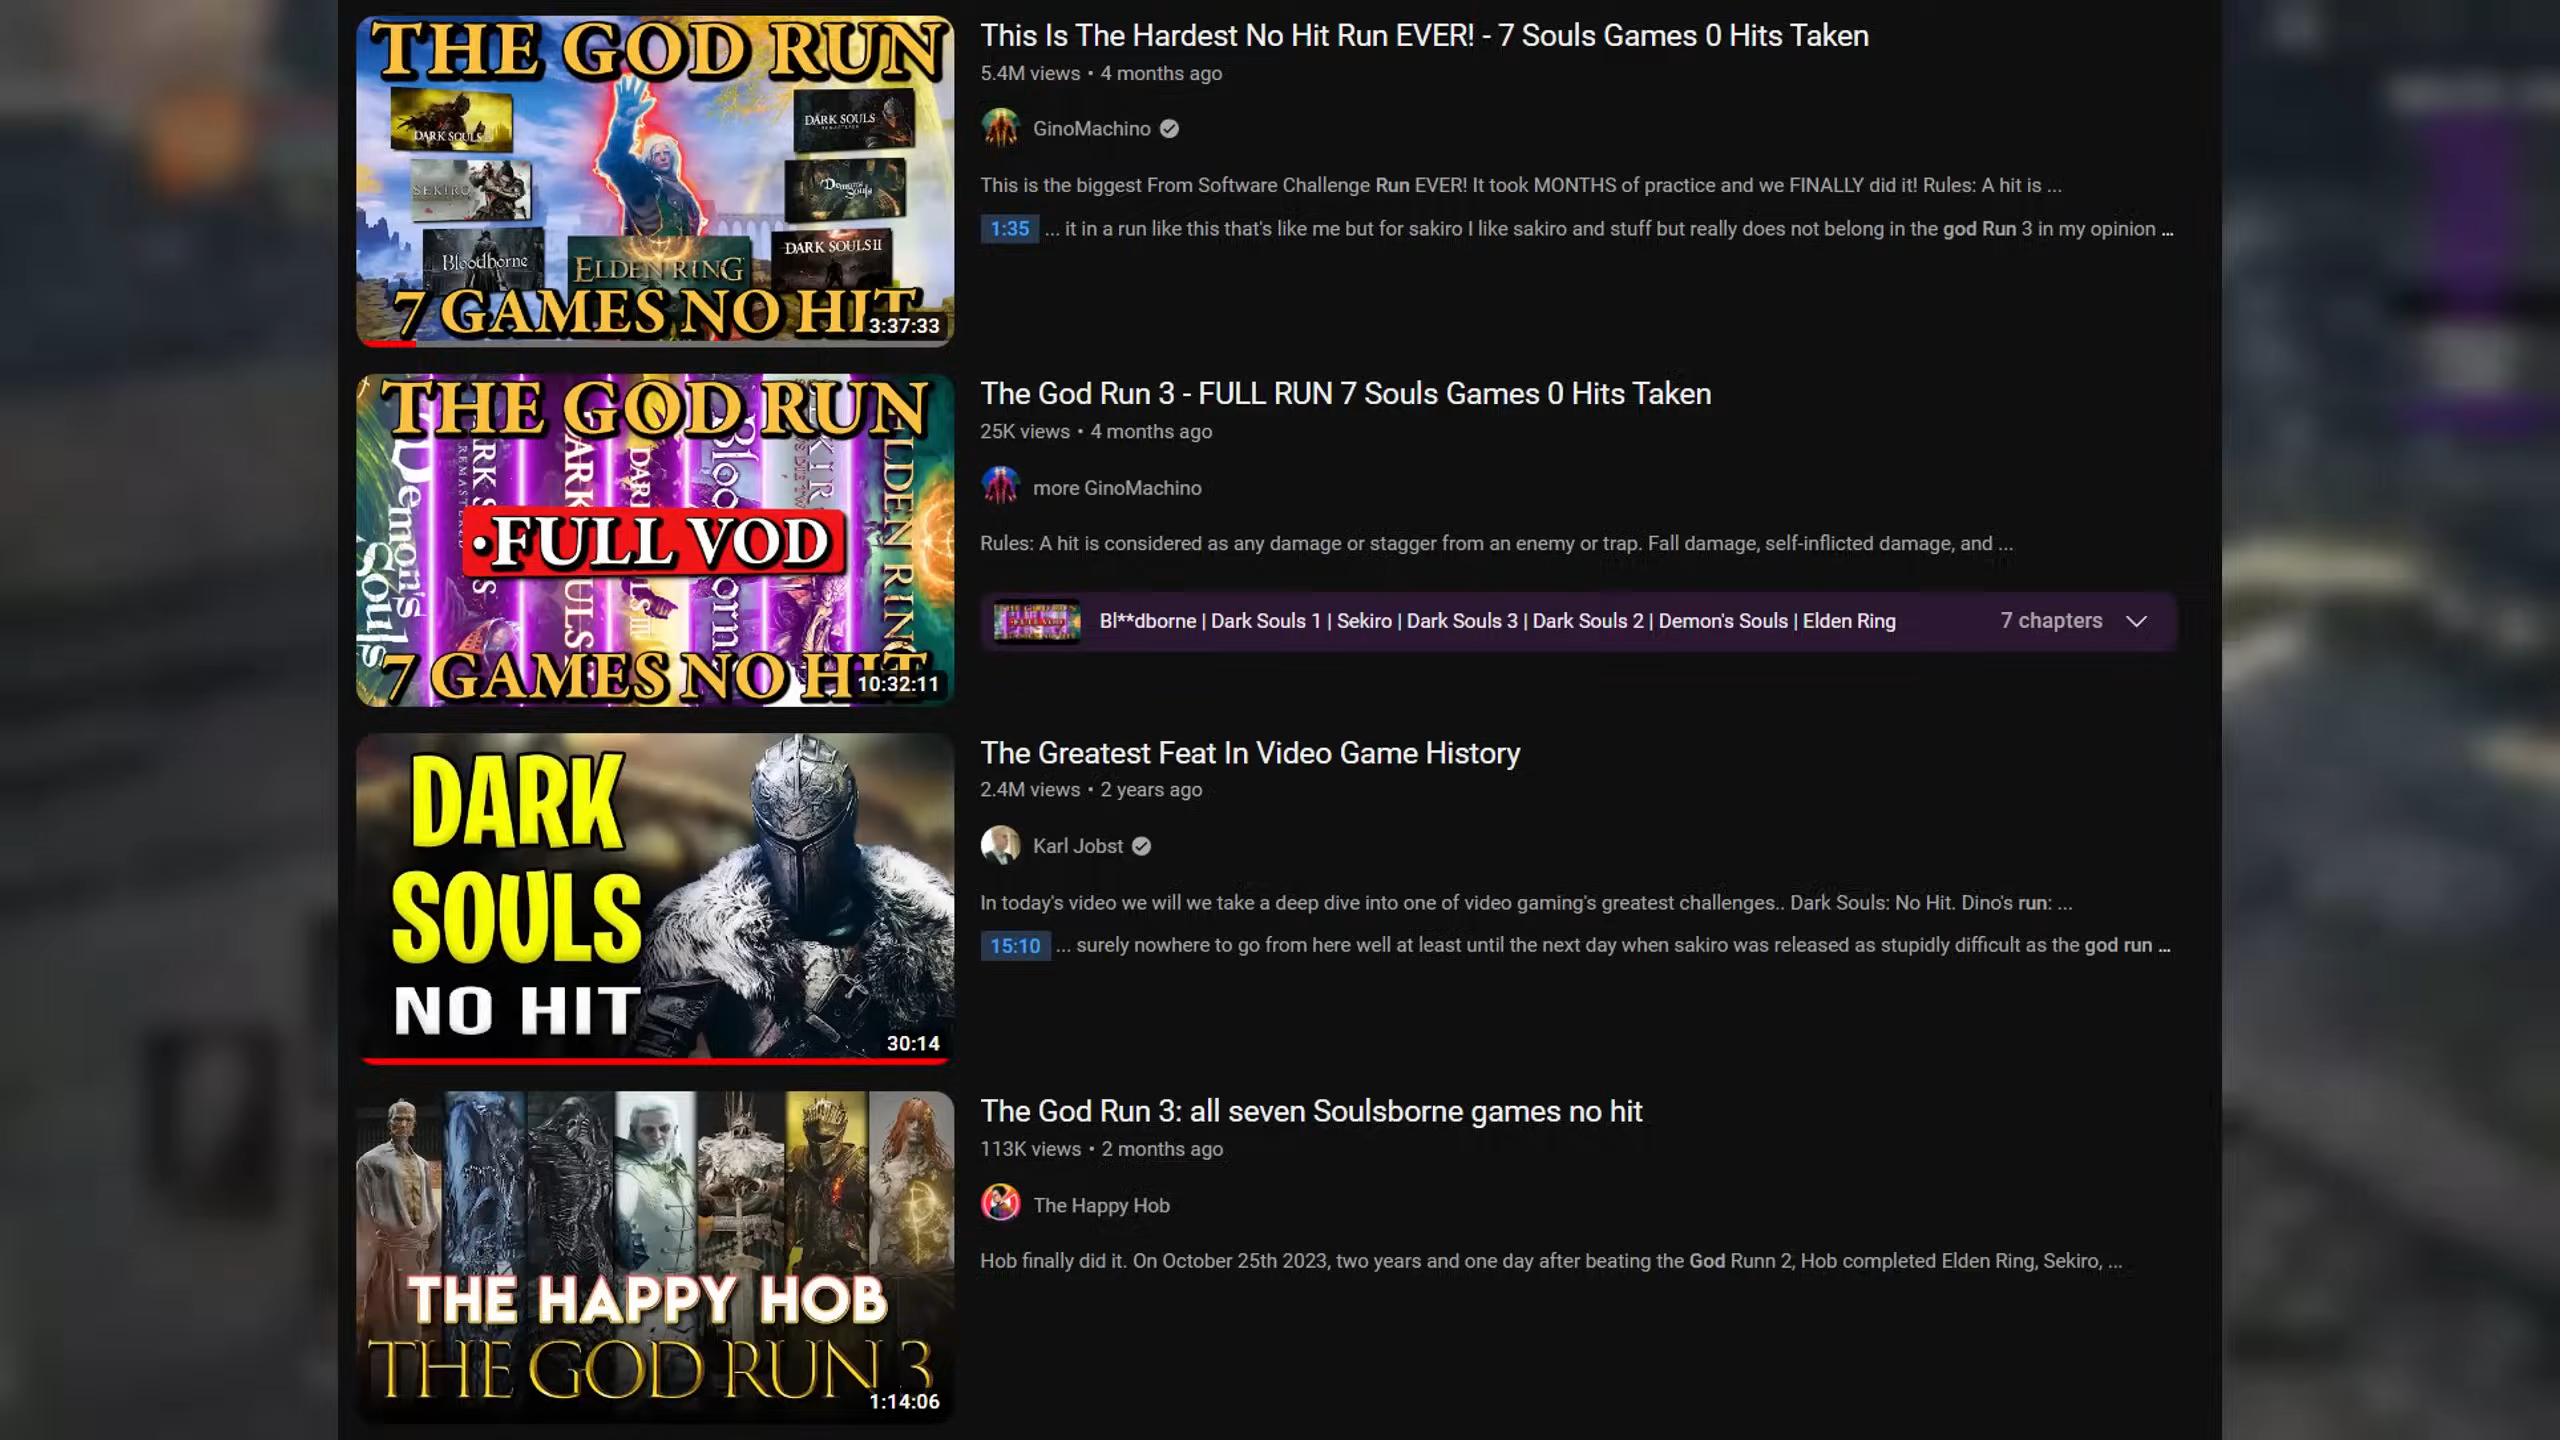 THE GOD RUN
DARK SOULS
SEKIRO
Bloodborne
ELDEN RING
DARK SOULS
REMASTERED
Demon's Souls
DARK SOULS II
7 GAMES NO HIT
3:37:33
This Is The Hardest No Hit Run EVER! - 7 Souls Games 0 Hits Taken
5.4M views • 4 months ago
GinoMachino
This is the biggest From Software Challenge Run EVER! It took MONTHS of practice and we FINALLY did it! Rules: A hit is ...
1:35 ... it in a run like this that's like me but for sakiro I like sakiro and stuff but really does not belong in the god Run 3 in my opinion ...
THE GOD RUN
Demon's Souls
ELDEN RING
•FULL VOD
7 GAMES NO HIT
10:32:11
The God Run 3 - FULL RUN 7 Souls Games 0 Hits Taken
25K views • 4 months ago
more GinoMachino
Rules: A hit is considered as any damage or stagger from an enemy or trap. Fall damage, self-inflicted damage, and ...
Bl**dborne | Dark Souls 1 | Sekiro | Dark Souls 3 | Dark Souls 2 | Demon's Souls | Elden Ring 7 chapters
DARK
SOULS
NO HIT
30:14
The Greatest Feat In Video Game History
2.4M views • 2 years ago
Karl Jobst
In today's video we will we take a deep dive into one of video gaming's greatest challenges.. Dark Souls: No Hit. Dino's run: ...
15:10 ... surely nowhere to go from here well at least until the next day when sakiro was released as stupidly difficult as the god run ...
THE HAPPY HOB
THE GOD RUN 3
1:14:06
The God Run 3: all seven Soulsborne games no hit
113K views • 2 months ago
The Happy Hob
Hob finally did it. On October 25th 2023, two years and one day after beating the God Runn 2, Hob completed Elden Ring, Sekiro, ...